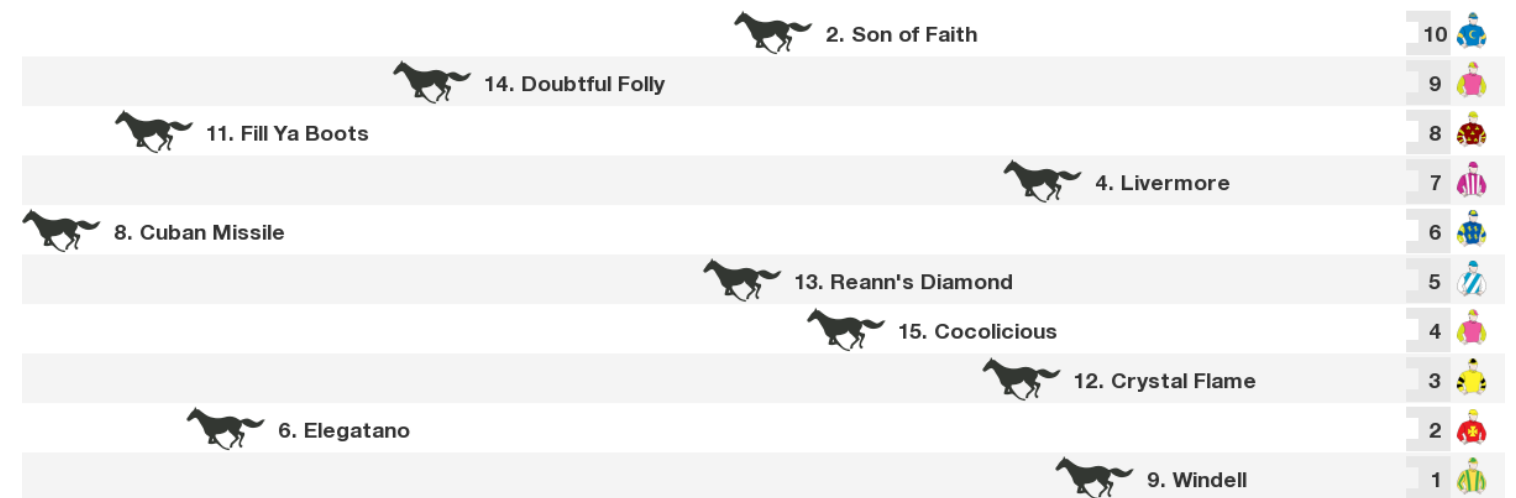 2. Son of Faith 10
14. Doubtful Folly 9
11. Fill Ya Boots 8
4. Livermore 7
8. Cuban Missile 6
13. Reann's Diamond 5
15. Cocolicious 4
12. Crystal Flame 3
6. Elegatano 2
9. Windell 1